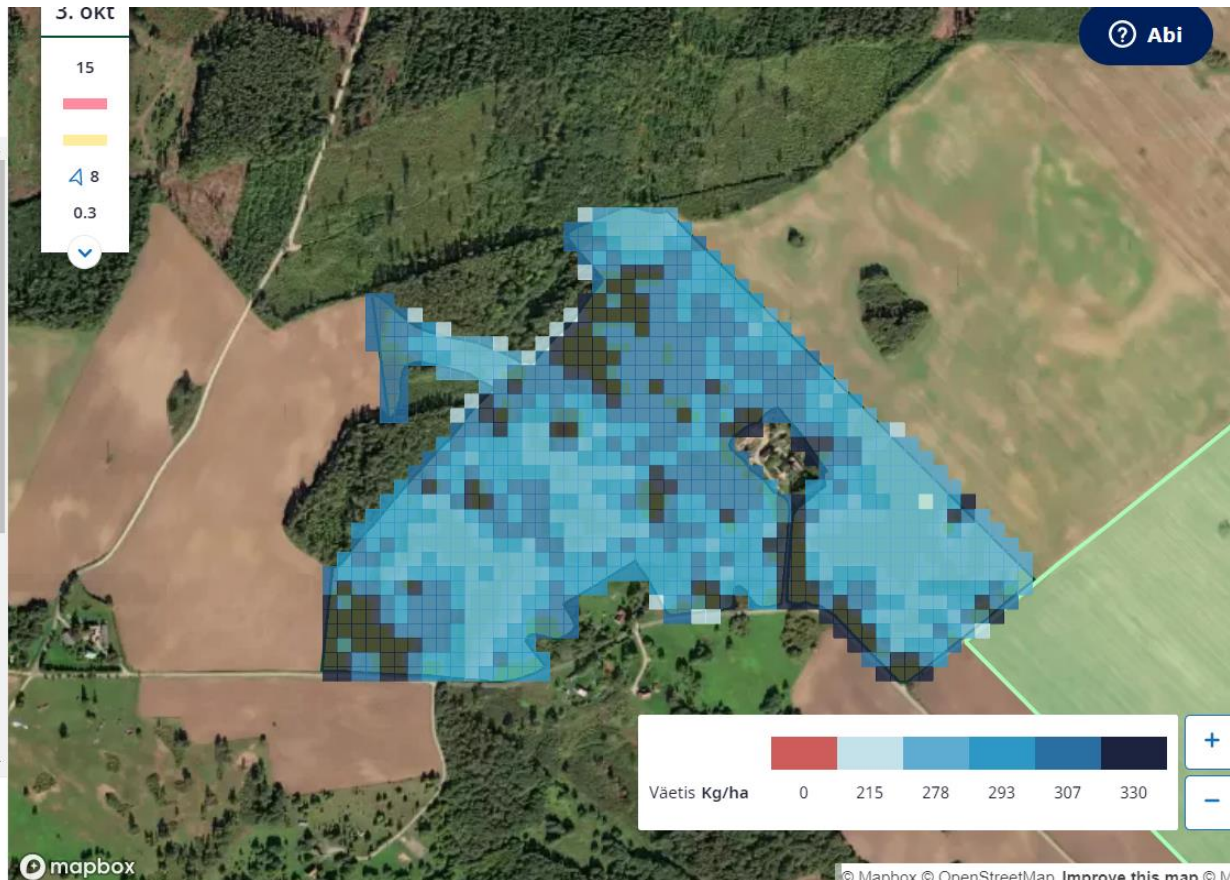 3. okt
15
8
0.3
Abi
Väetis Kg/ha 0 215 278 293 307 330
+
−
mapbox
© Mapbox © OpenStreetMap Improve this map © M